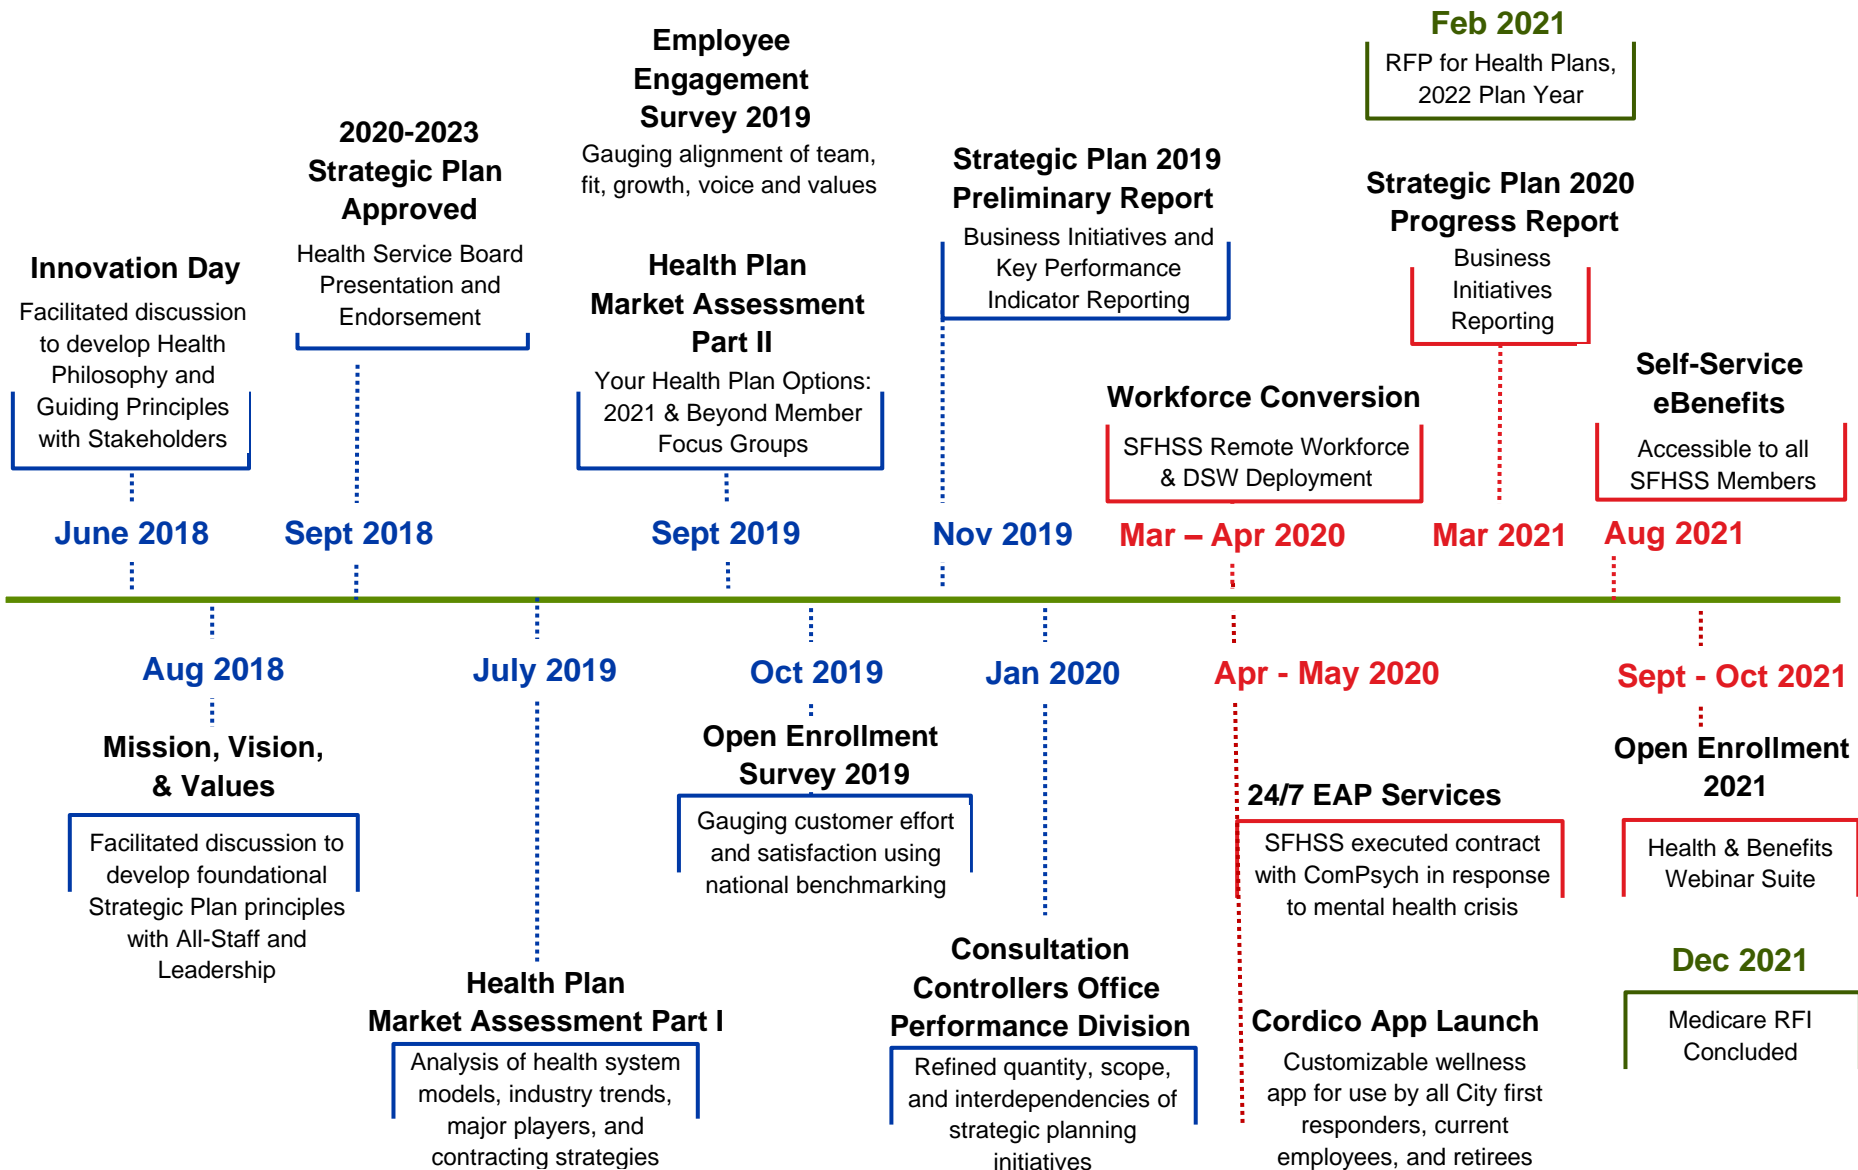 Innovation Day
Facilitated discussion
to develop Health
Philosophy and
Guiding Principles
with Stakeholders
June 2018
2020-2023
Strategic Plan
Approved
Health Service Board
Presentation and
Endorsement
Sept 2018
Employee
Engagement
Survey 2019
Gauging alignment of team,
fit, growth, voice and values
Health Plan
Market Assessment
Part II
Your Health Plan Options:
2021 & Beyond Member
Focus Groups
Sept 2019
Strategic Plan 2019
Preliminary Report
Business Initiatives and
Key Performance
Indicator Reporting
Nov 2019
Workforce Conversion
SFHSS Remote Workforce
& DSW Deployment
Mar – Apr 2020
Feb 2021
RFP for Health Plans,
2022 Plan Year
Strategic Plan 2020
Progress Report
Business
Initiatives
Reporting
Mar 2021
Self-Service
eBenefits
Accessible to all
SFHSS Members
Aug 2021
Aug 2018
Mission, Vision,
& Values
Facilitated discussion to
develop foundational
Strategic Plan principles
with All-Staff and
Leadership
July 2019
Health Plan
Market Assessment Part I
Analysis of health system
models, industry trends,
major players, and
contracting strategies
Oct 2019
Open Enrollment
Survey 2019
Gauging customer effort
and satisfaction using
national benchmarking
Jan 2020
Consultation
Controllers Office
Performance Division
Refined quantity, scope,
and interdependencies of
strategic planning
initiatives
Apr - May 2020
24/7 EAP Services
SFHSS executed contract
with ComPsych in response
to mental health crisis
Cordico App Launch
Customizable wellness
app for use by all City first
responders, current
employees, and retirees
Sept - Oct 2021
Open Enrollment
2021
Health & Benefits
Webinar Suite
Dec 2021
Medicare RFI
Concluded